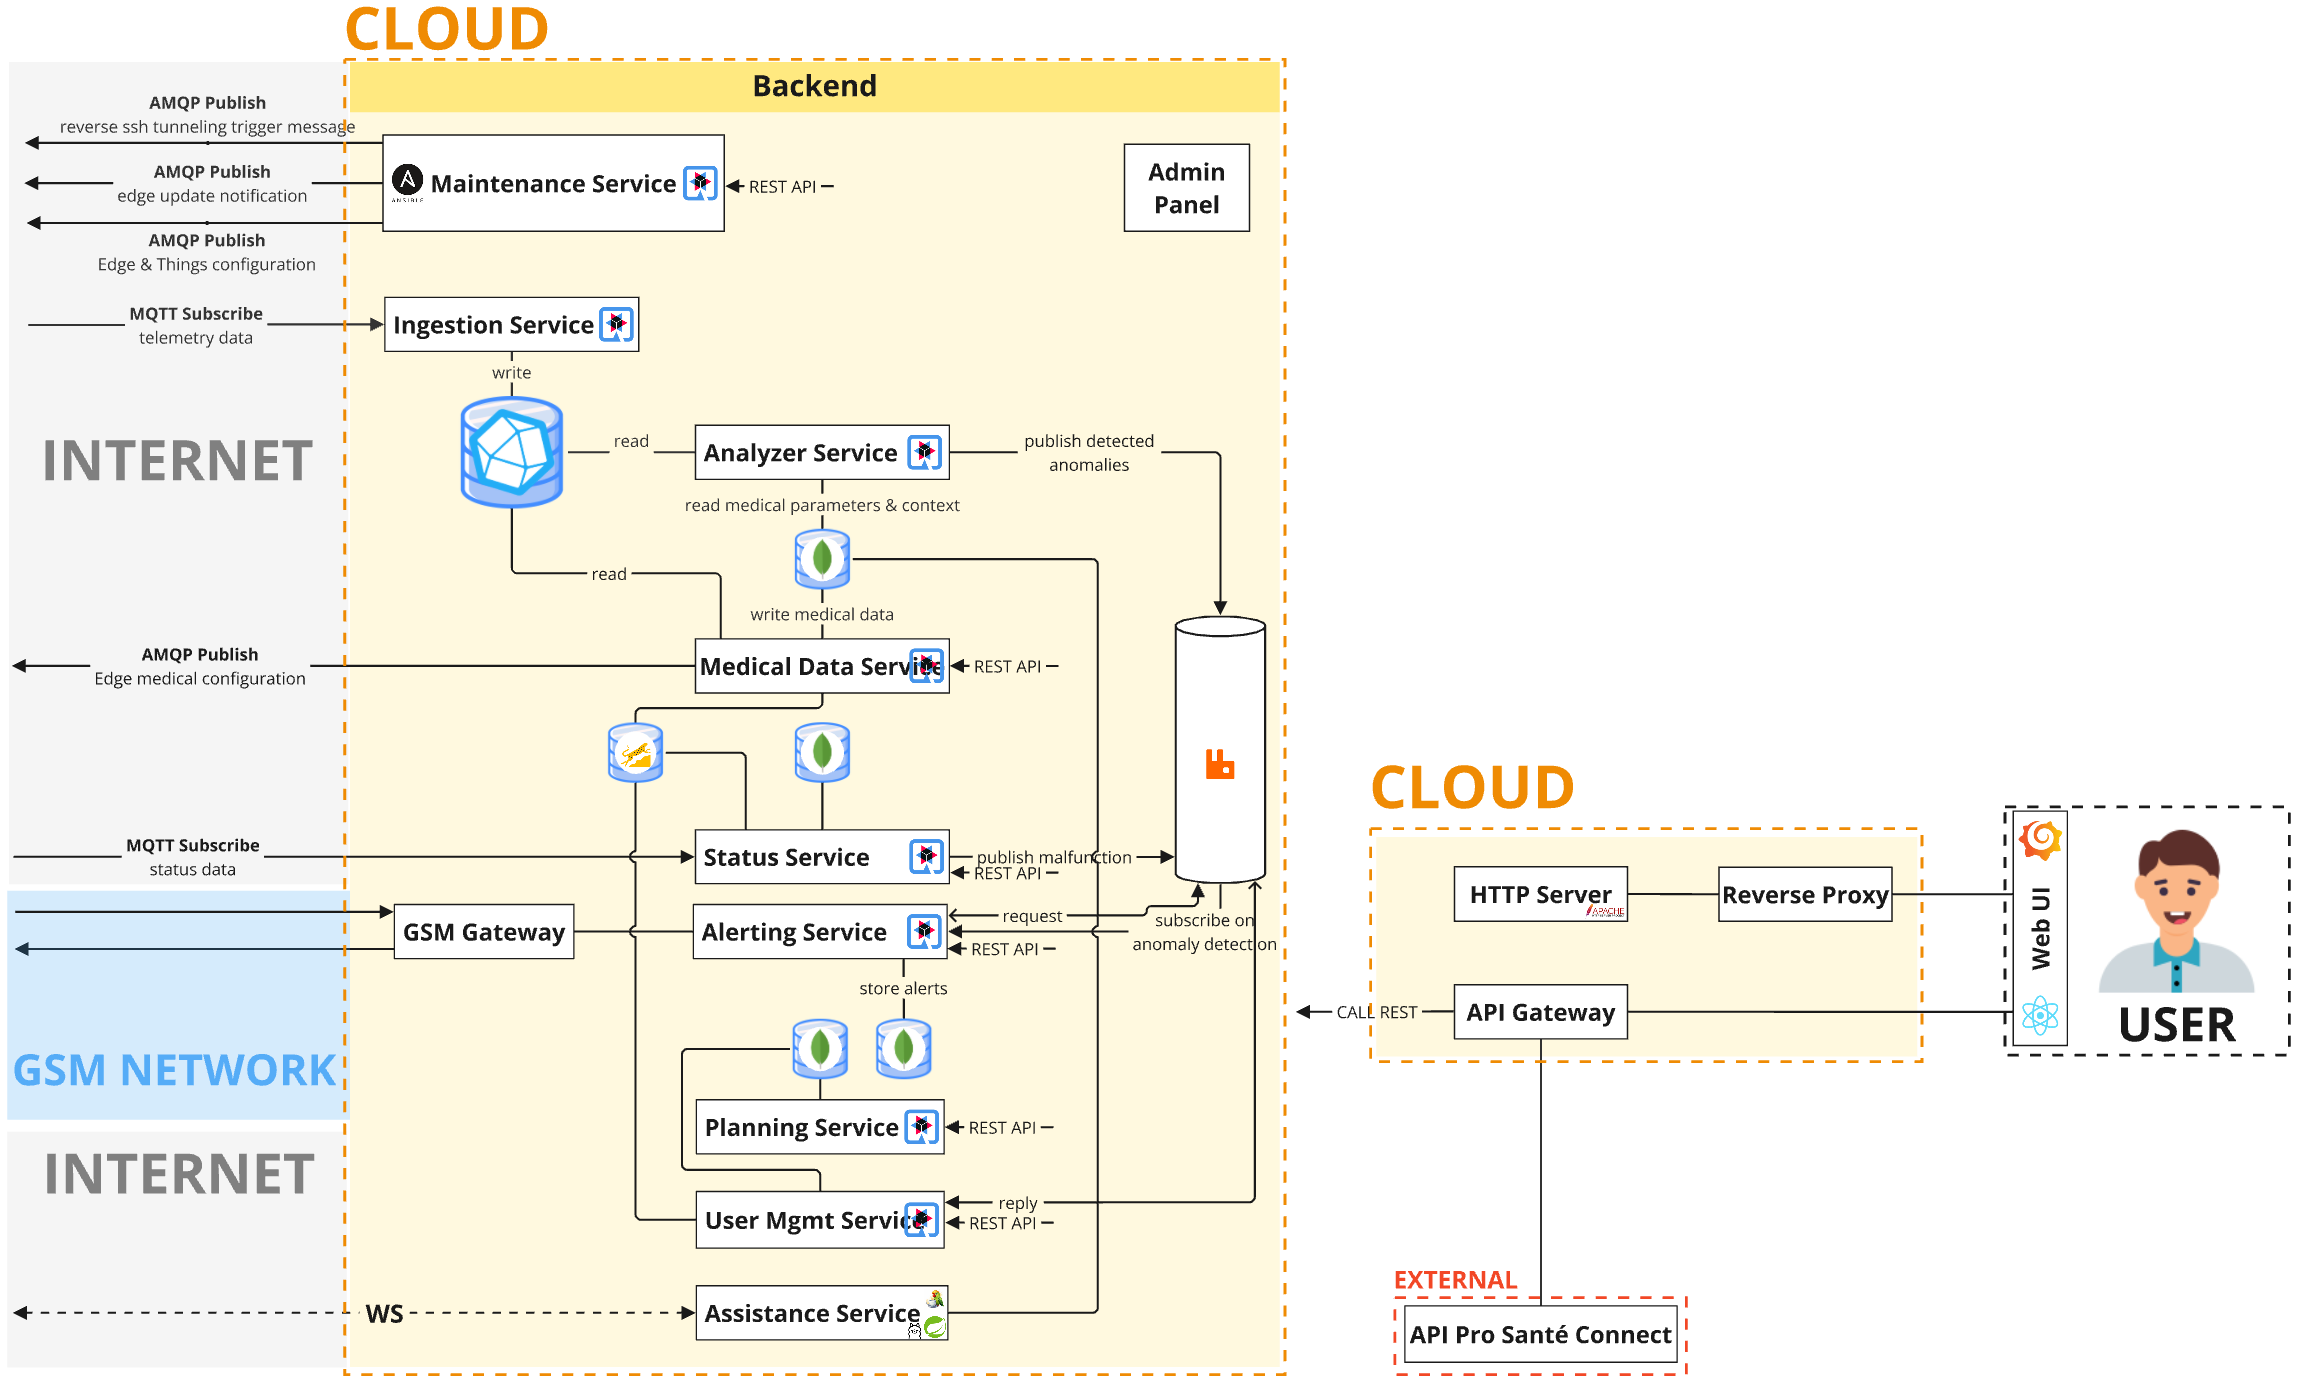 CLOUD
Backend
AMQP Publish
reverse ssh tunneling trigger message
AMQP Publish
edge update notification
AMQP Publish
Edge & Things configuration
ANSIBLE
Maintenance Service
REST API
Admin
Panel
MQTT Subscribe
telemetry data
Ingestion Service
write
INTERNET
read
Analyzer Service
publish detected
anomalies
read medical parameters & context
read
write medical data
AMQP Publish
Edge medical configuration
Medical Data Service
REST API
MQTT Subscribe
status data
Status Service
publish malfunction
REST API
GSM Gateway
Alerting Service
request
subscribe on
anomaly detection
REST API
store alerts
GSM NETWORK
Planning Service
REST API
INTERNET
User Mgmt Service
reply
REST API
WS
Assistance Service
CLOUD
HTTP Server
APACHE
Reverse Proxy
CALL REST
API Gateway
Web UI
USER
EXTERNAL
API Pro Santé Connect